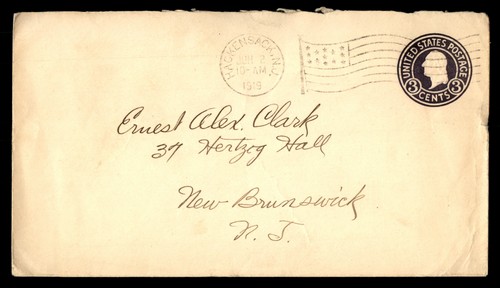 HACKENSACK, N.J.
JUN 2
10-AM
1919
UNITED STATES POSTAGE
3 CENTS 3
Ernest Alex. Clark
37 Hertzog Hall
New Brunswick
N. J.